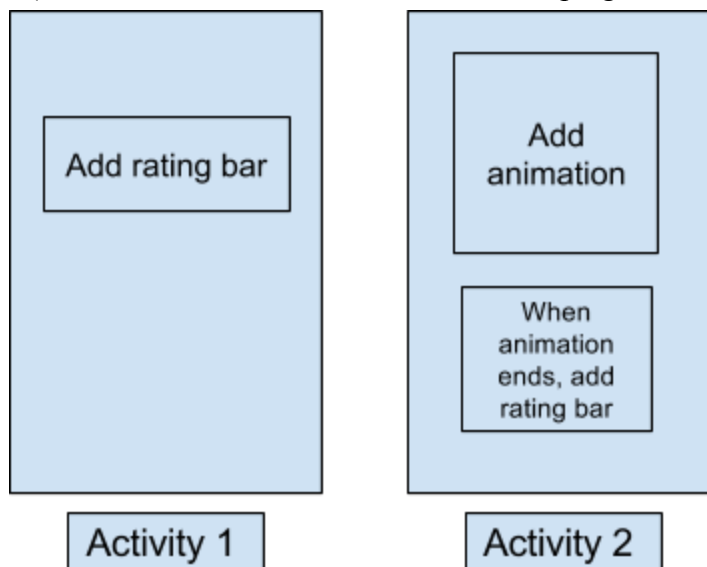 Add rating bar
Add
animation
When
animation
ends, add
rating bar
Activity 1
Activity 2